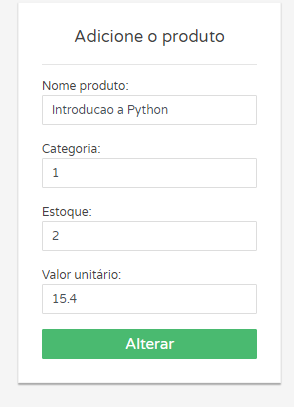 Adicione o produto
Nome produto:
Introducao a Python
Categoria:
1
Estoque:
2
Valor unitário:
15.4
Alterar